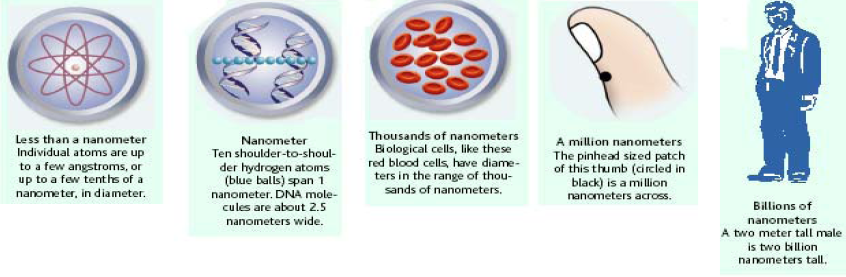 Less than a nanometer
Individual atoms are up
to a few angstroms, or
up to a few tenths of a
nanometer, in diameter.
Nanometer
Ten shoulder-to-shoul-
der hydrogen atoms
(blue balls) span 1
nanometer. DNA mole-
cules are about 2.5
nanometers wide.
Thousands of nanometers
Biological cells, like these
red blood cells, have diame-
ters in the range of thou-
sands of nanometers.
A million nanometers
The pinhead sized patch
of this thumb (circled in
black) is a million
nanometers across.
Billions of
nanometers
A two meter tall male
is two billion
nanometers tall.